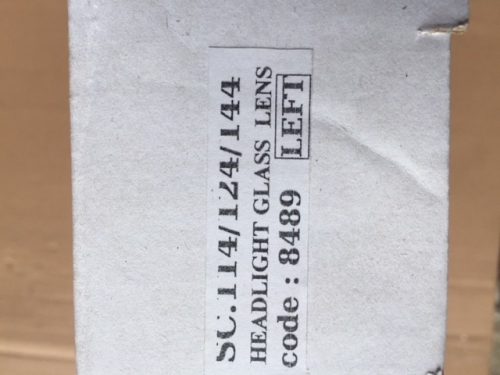 SC.114/124/144
HEADLIGHT GLASS LENS
code : 8489 LEFT